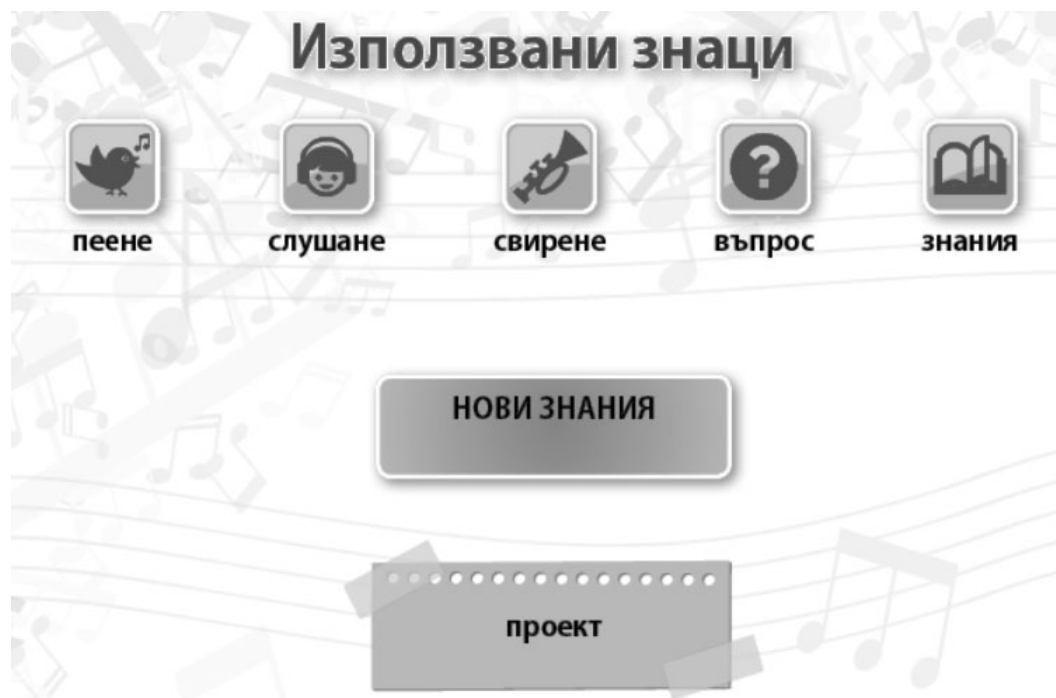 Използвани знаци
пеене слушане свирене въпрос знания
НОВИ ЗНАНИЯ
проект